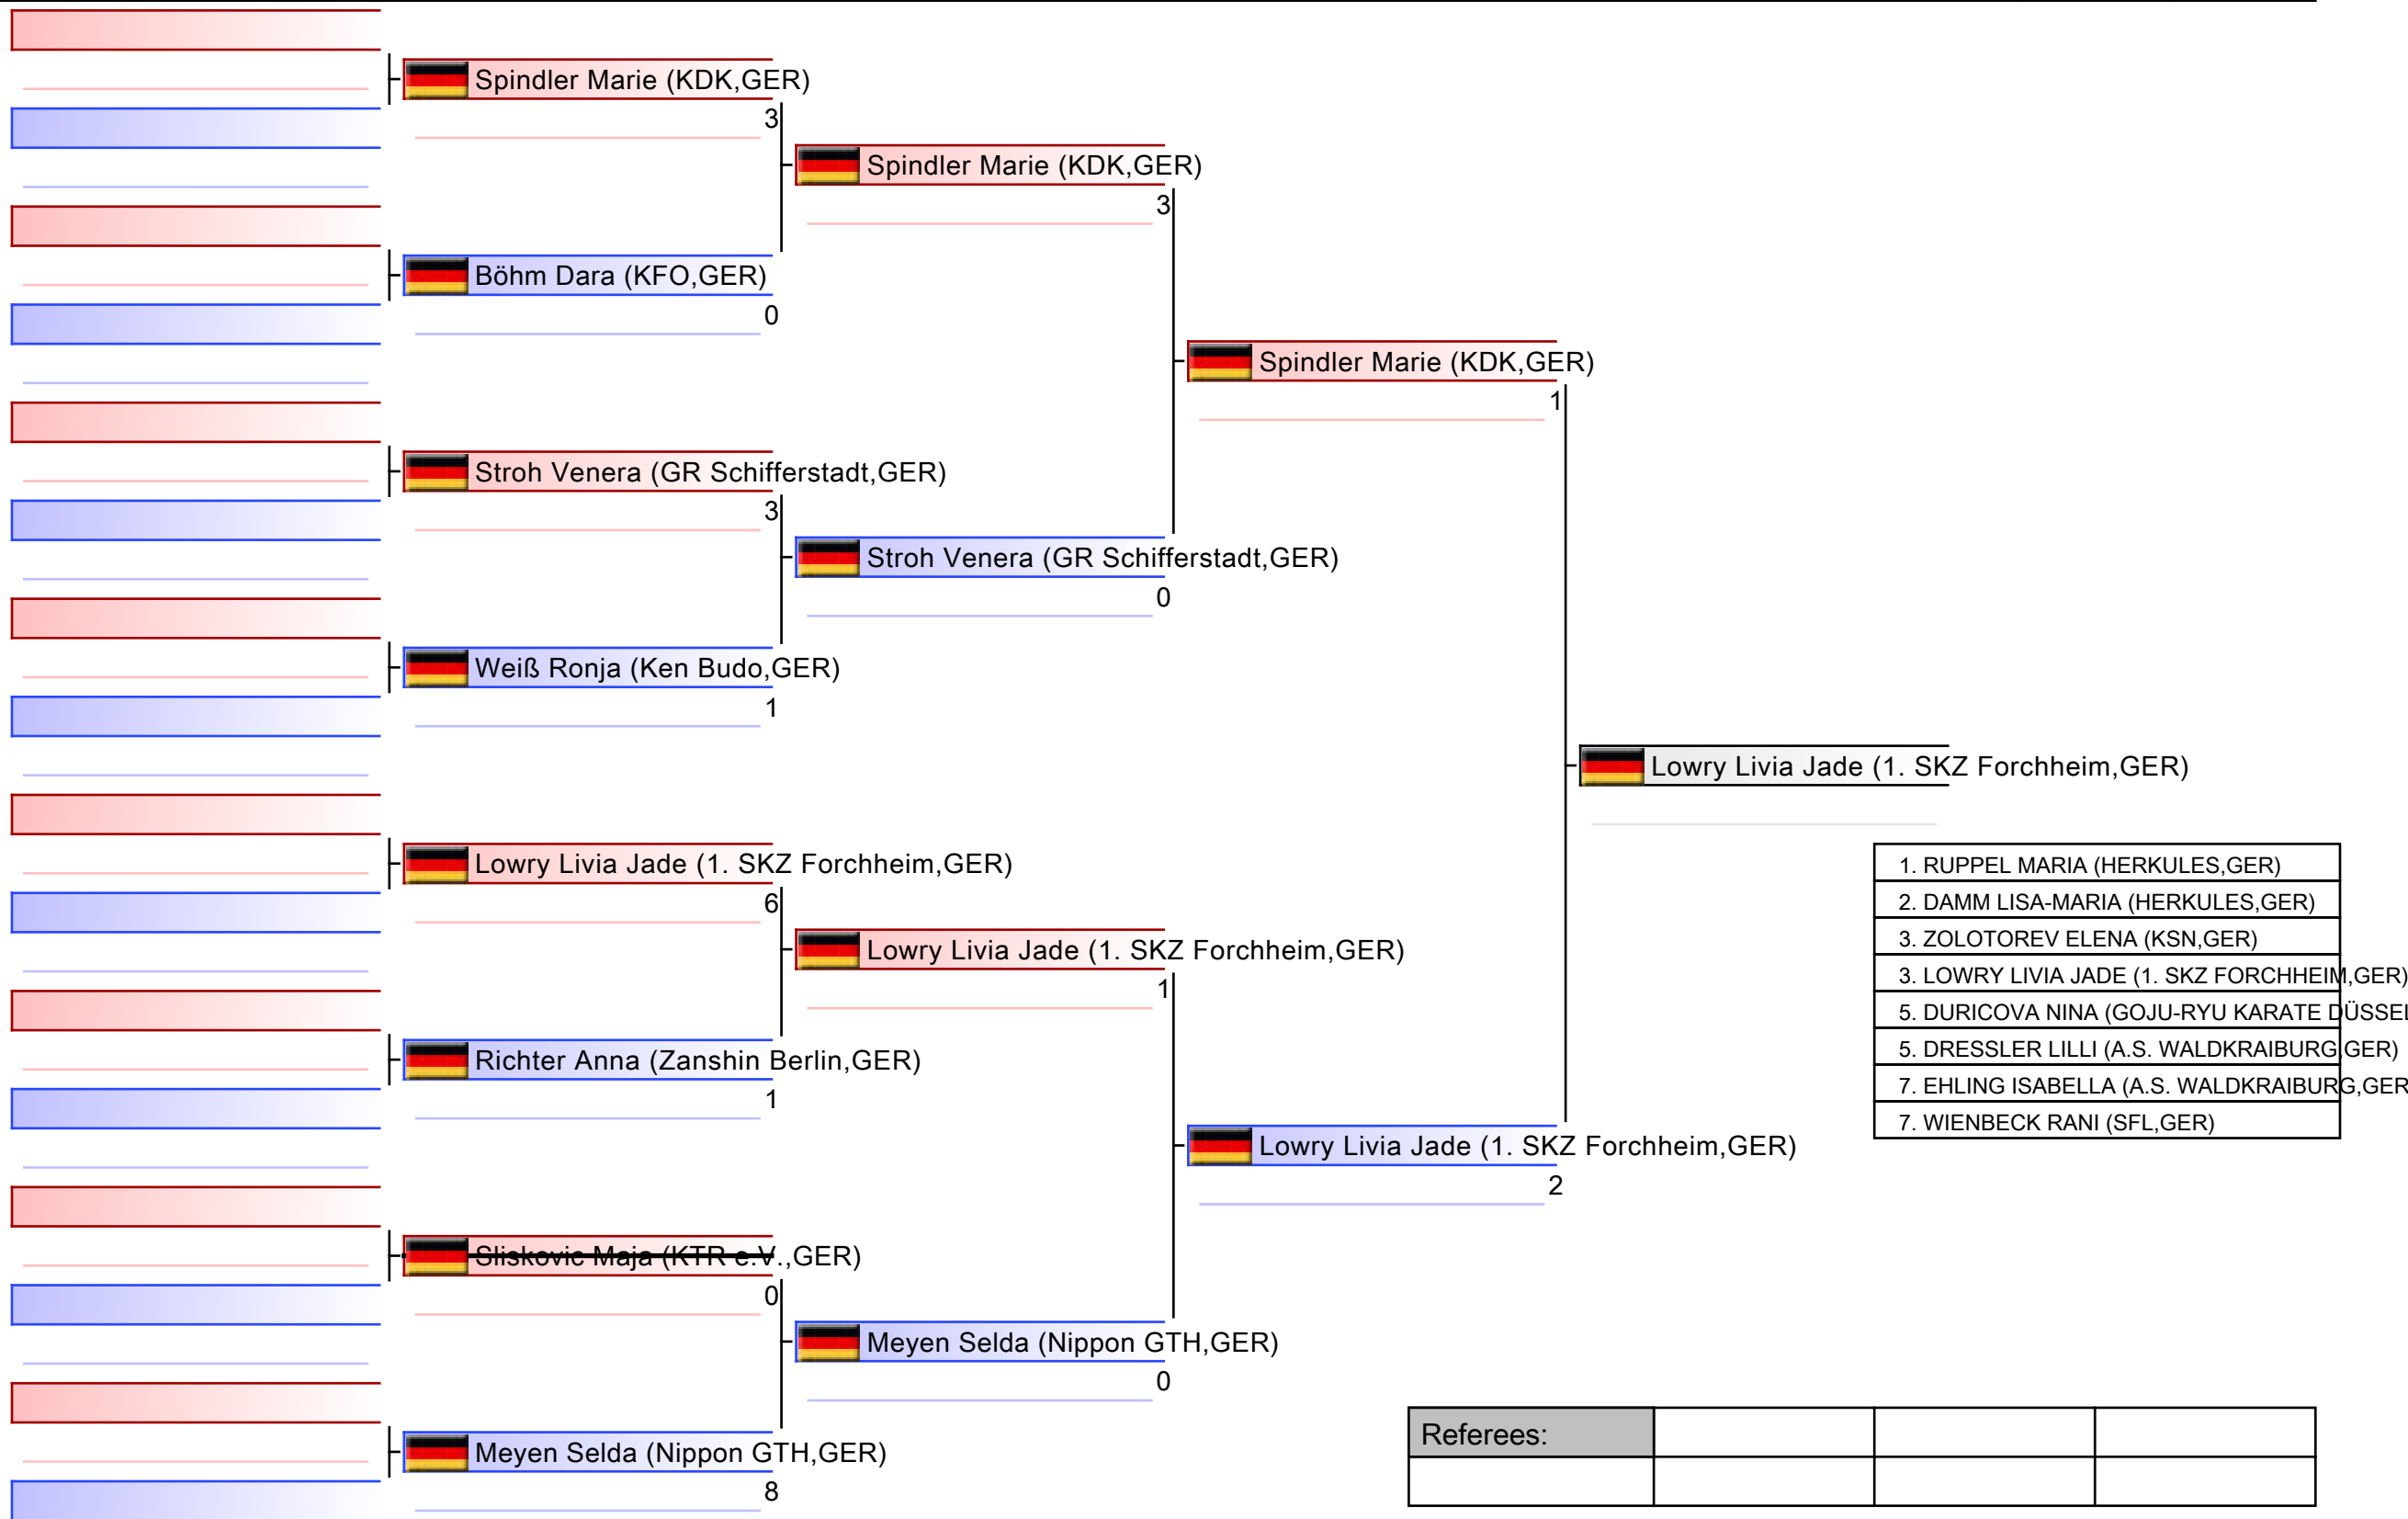 Spindler Marie (KDK,GER)
3
Böhm Dara (KFO,GER)
0
Stroh Venera (GR Schifferstadt,GER)
3
Weiß Ronja (Ken Budo,GER)
1
Lowry Livia Jade (1. SKZ Forchheim,GER)
6
Richter Anna (Zanshin Berlin,GER)
1
Sliskovic Maja (KTR e.V.,GER)
0
Meyen Selda (Nippon GTH,GER)
8
Spindler Marie (KDK,GER)
3
Stroh Venera (GR Schifferstadt,GER)
0
Lowry Livia Jade (1. SKZ Forchheim,GER)
1
Meyen Selda (Nippon GTH,GER)
0
Spindler Marie (KDK,GER)
1
Lowry Livia Jade (1. SKZ Forchheim,GER)
2
Lowry Livia Jade (1. SKZ Forchheim,GER)
1. RUPPEL MARIA (HERKULES,GER)
2. DAMM LISA-MARIA (HERKULES,GER)
3. ZOLOTOREV ELENA (KSN,GER)
3. LOWRY LIVIA JADE (1. SKZ FORCHHEIM,GER)
5. DURICOVA NINA (GOJU-RYU KARATE DÜSSEL
5. DRESSLER LILLI (A.S. WALDKRAIBURG,GER)
7. EHLING ISABELLA (A.S. WALDKRAIBURG,GER
7. WIENBECK RANI (SFL,GER)
Referees: